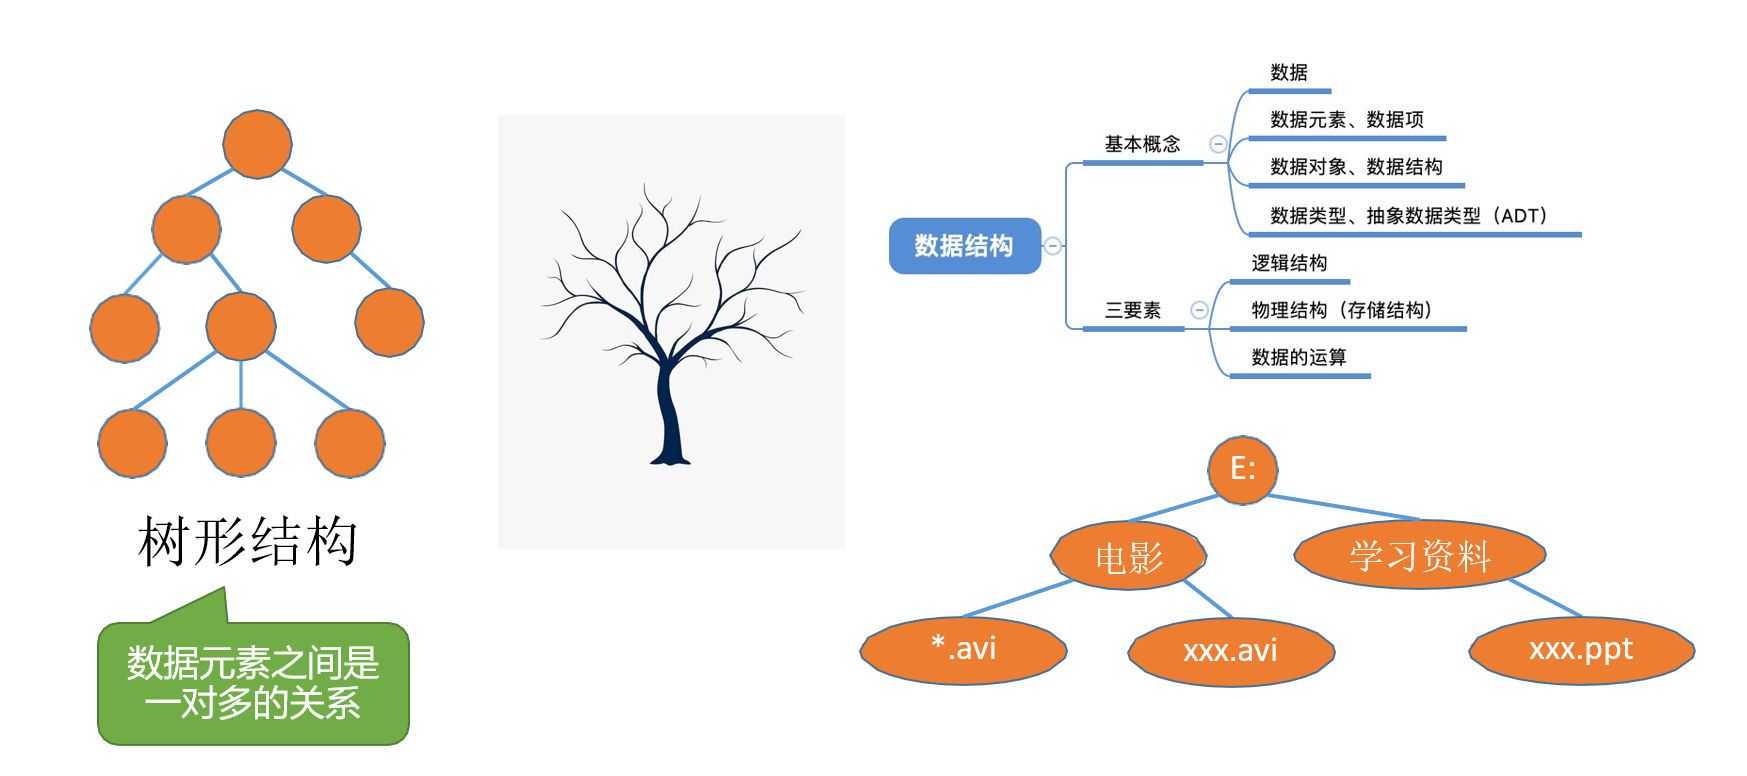 树形结构
数据元素之间是
一对多的关系
数据结构
基本概念
数据
数据元素、数据项
数据对象、数据结构
数据类型、抽象数据类型（ADT）
三要素
逻辑结构
物理结构（存储结构）
数据的运算
E:
电影
学习资料
*.avi
xxx.avi
xxx.ppt